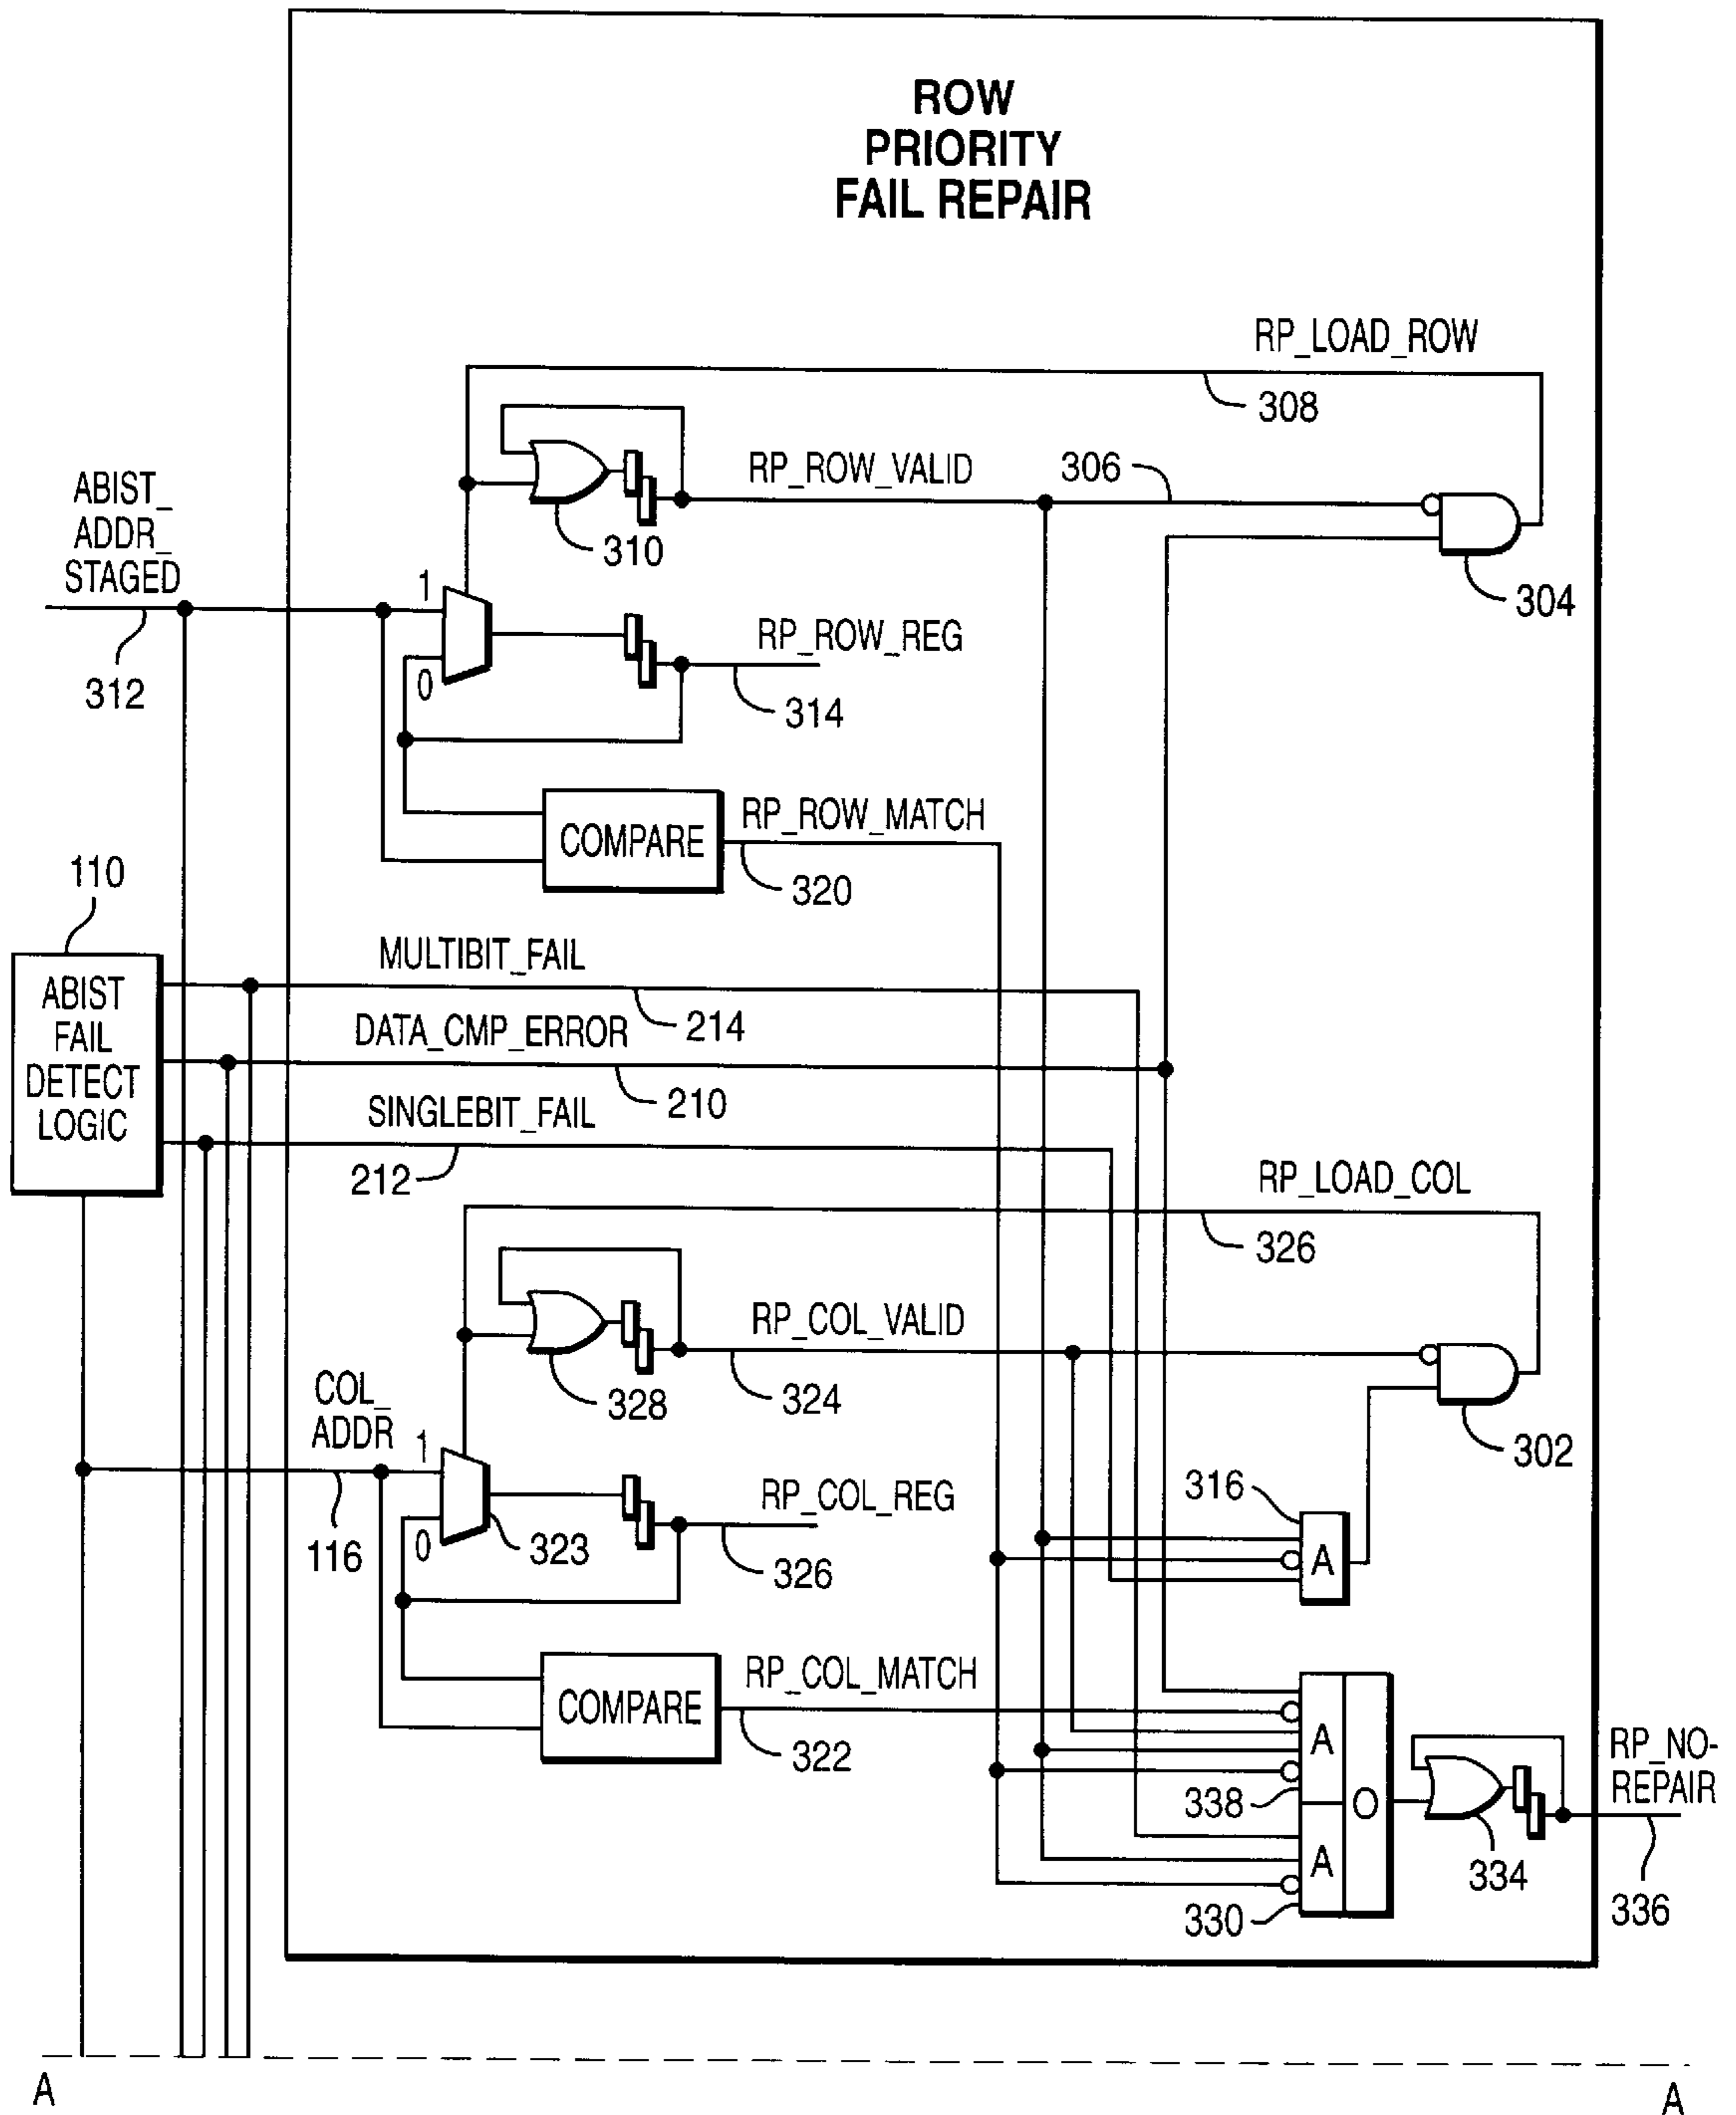 ROW
PRIORITY
FAIL REPAIR
RP_LOAD_ROW
308
RP_ROW_VALID
306
ABIST_
ADDR_
STAGED
310
304
1
RP_ROW_REG
312
0
314
COMPARE
RP_ROW_MATCH
320
110
MULTIBIT_FAIL
ABIST
FAIL
DETECT
LOGIC
214
DATA_CMP_ERROR
210
SINGLEBIT_FAIL
212
RP_LOAD_COL
326
RP_COL_VALID
328
324
302
COL_
ADDR
1
RP_COL_REG
316
116
0
323
326
A
COMPARE
RP_COL_MATCH
322
A
338
O
A
330
334
RP_NO-
REPAIR
336
A
A